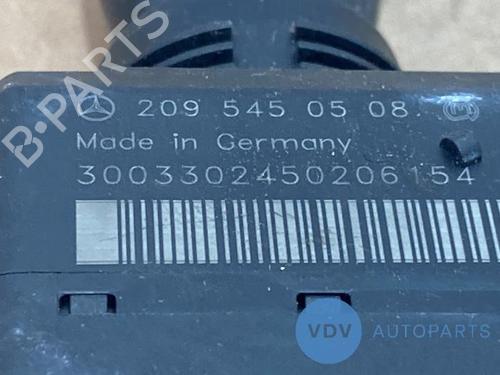 209 545 05 08
Made in Germany
3003302450206154
B-PARTS
VDV AUTOPARTS